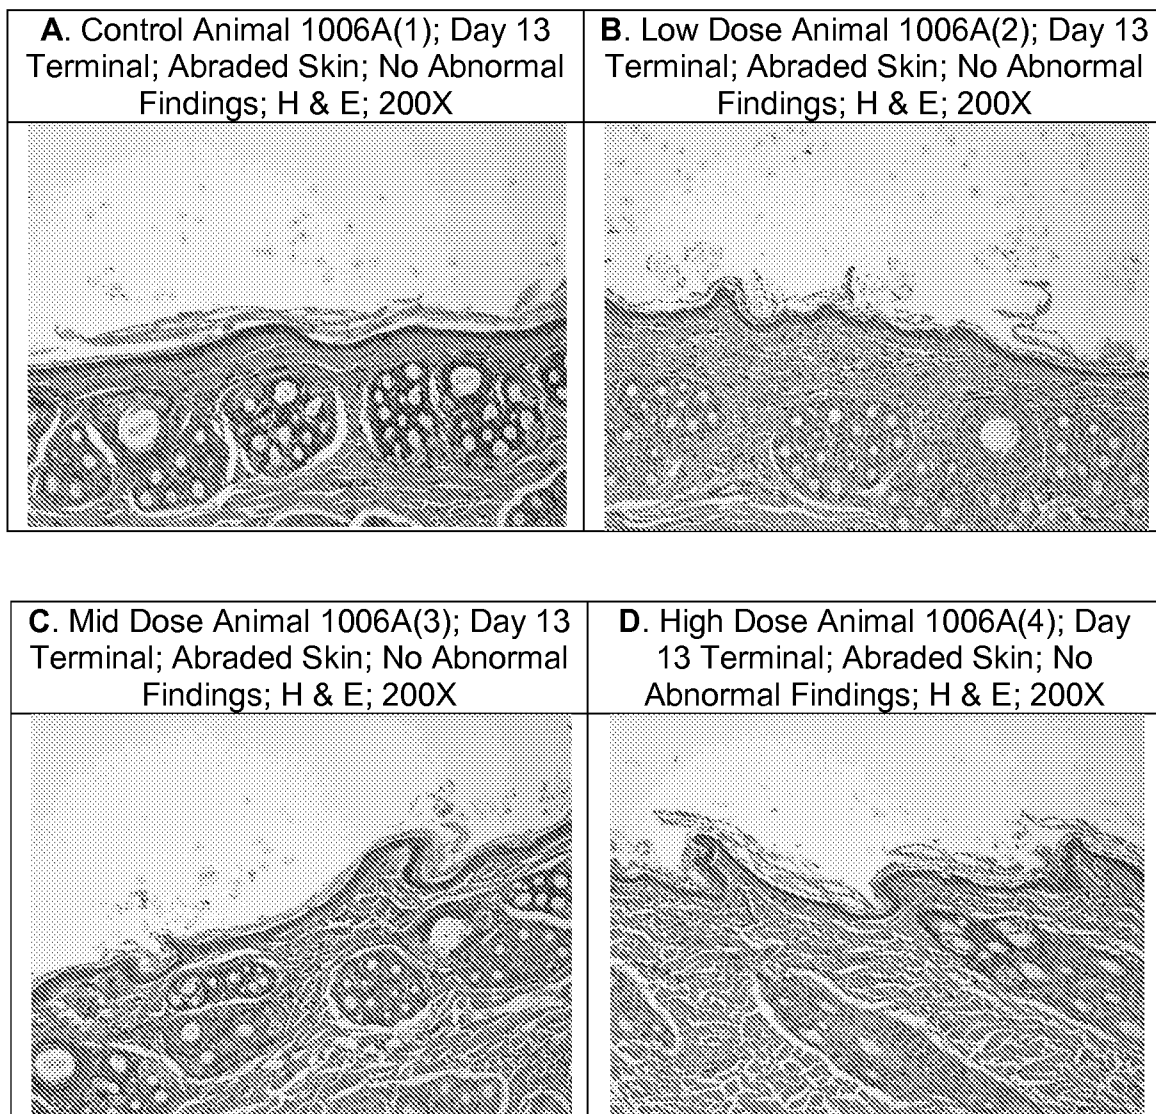 A. Control Animal 1006A(1); Day 13
Terminal; Abraded Skin; No Abnormal
Findings; H & E; 200X
B. Low Dose Animal 1006A(2); Day 13
Terminal; Abraded Skin; No Abnormal
Findings; H & E; 200X
C. Mid Dose Animal 1006A(3); Day 13
Terminal; Abraded Skin; No Abnormal
Findings; H & E; 200X
D. High Dose Animal 1006A(4); Day
13 Terminal; Abraded Skin; No
Abnormal Findings; H & E; 200X